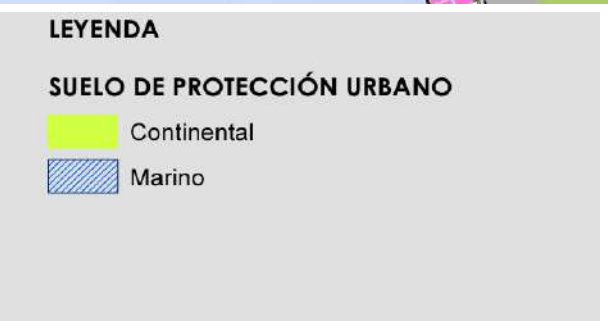 LEYENDA
SUELO DE PROTECCIÓN URBANO
Continental
Marino